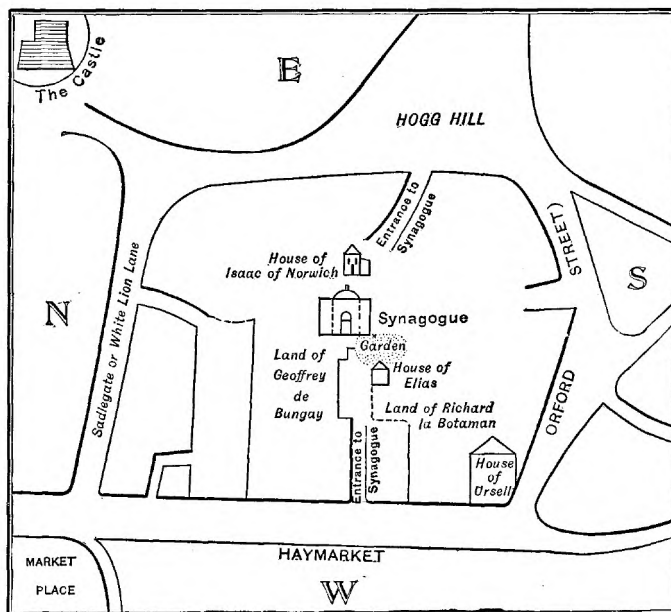 The Castle
E
HOGG HILL
Entrance to
Synagogue
STREET)
S
House of
Isaac of Norwich
N
Sadlegate or White Lion Lane
Synagogue
Garden
Land of
Geoffrey
de
Bungay
House of
Elias
Land of Richard
la Botaman
ORFORD
Entrance to
Synagogue
House
of
Ursell
HAYMARKET
MARKET
PLACE
W